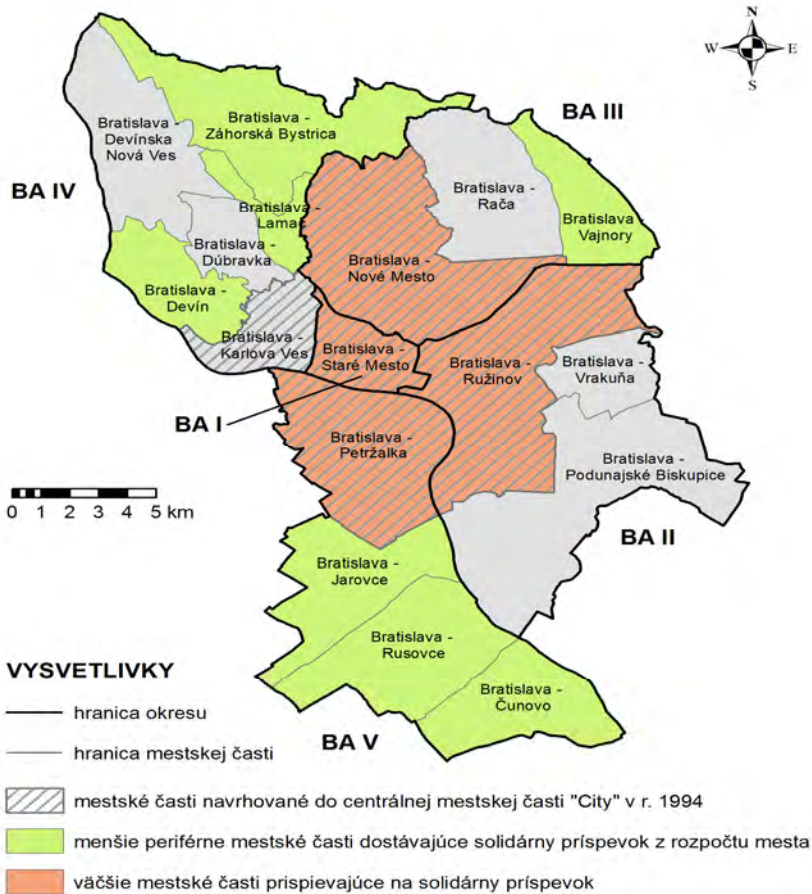 N
W
E
S
BA III
Bratislava -
Záhorská Bystrica
Bratislava -
Devínska
Nová Ves
Bratislava -
Rača
BA IV
Bratislava -
Lamač
Bratislava -
Vajnory
Bratislava -
Dúbravka
Bratislava -
Nové Mesto
Bratislava -
Devín
Bratislava -
Karlova Ves
Bratislava -
Staré Mesto
Bratislava -
Ružinov
Bratislava -
Vrakuňa
BA I
Bratislava -
Petržalka
Bratislava -
Podunajské Biskupice
0 1 2 3 4 5 km
BA II
Bratislava -
Jarovce
Bratislava -
Rusovce
Bratislava -
Čunovo
BA V
VYSVETLIVKY
hranica okresu
hranica mestskej časti
mestské časti navrhované do centrálnej mestskej časti "City" v r. 1994
menšie periférne mestské časti dostávajúce solidárny príspevok z rozpočtu mesta
väčšie mestské časti prispievajúce na solidárny príspevok